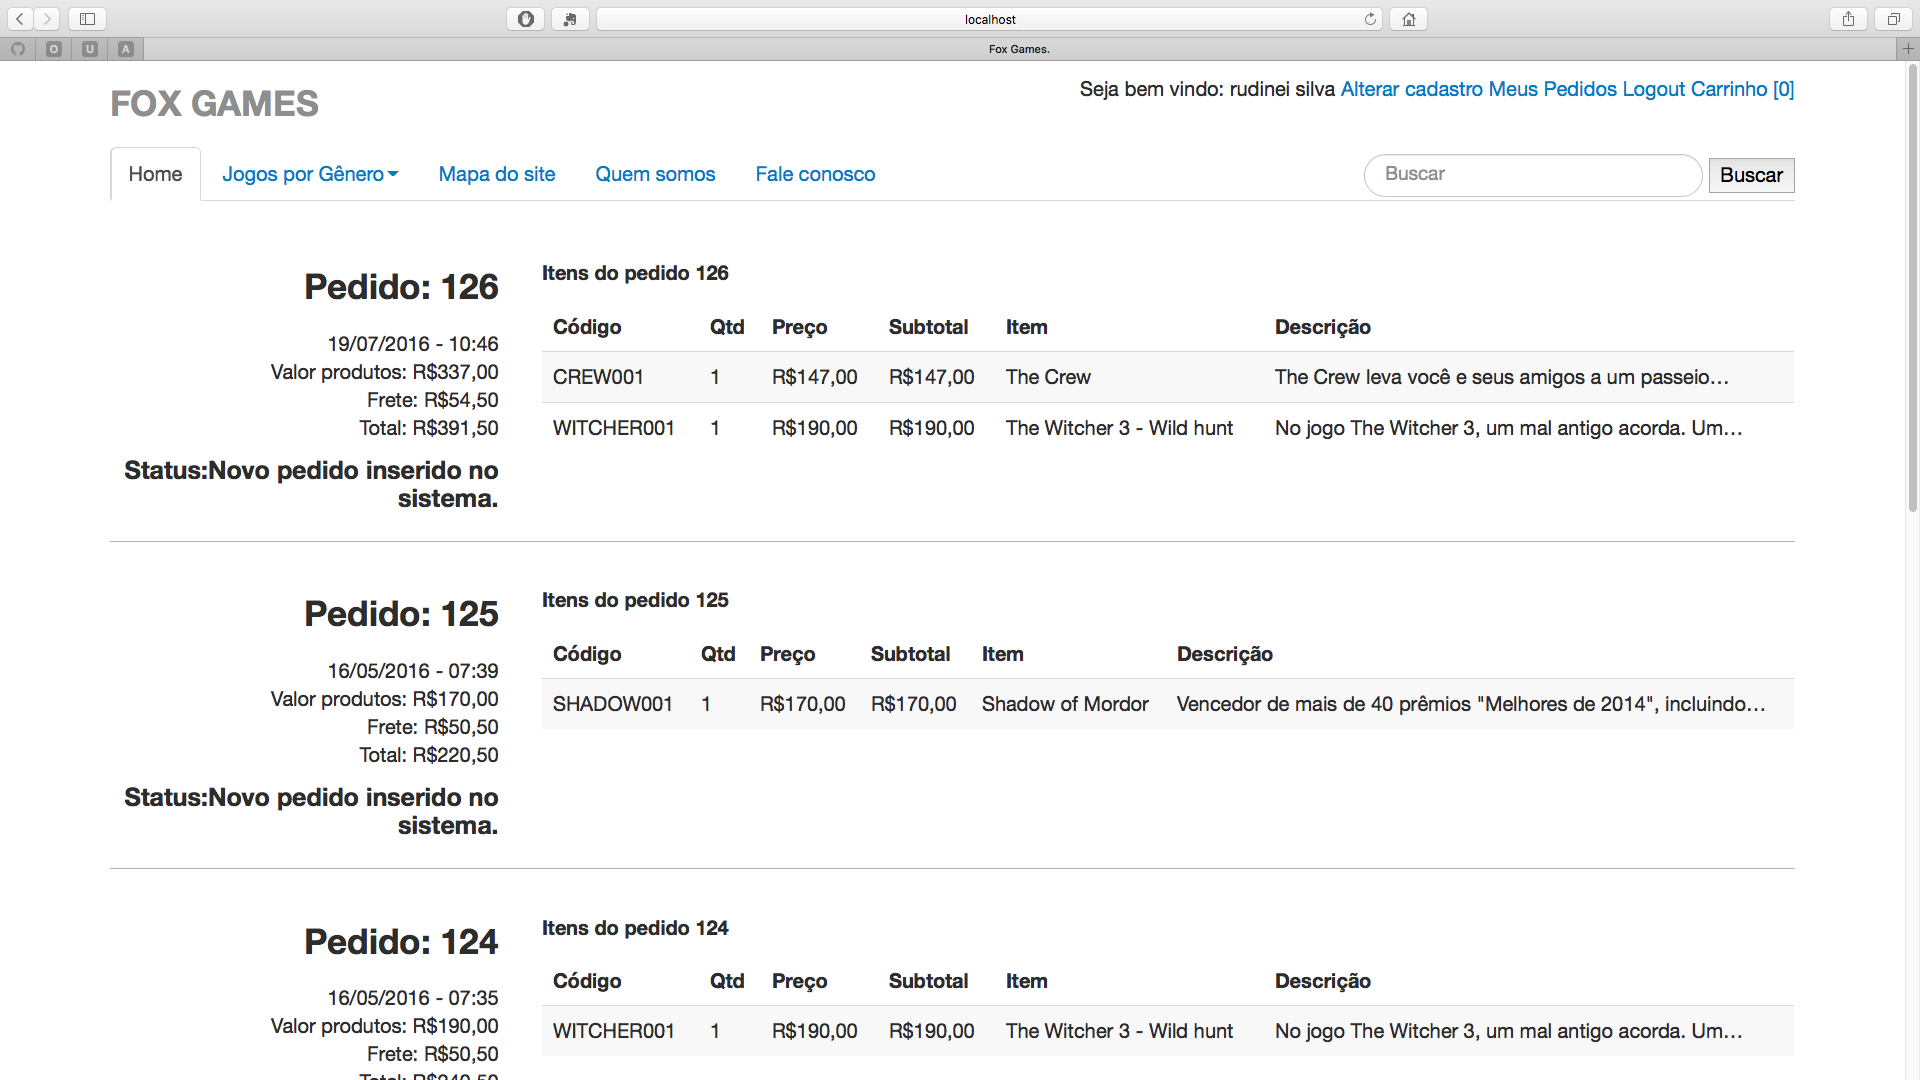 localhost
O
U
A
Fox Games.
FOX GAMES
Seja bem vindo: rudinei silva Alterar cadastro Meus Pedidos Logout Carrinho [0]
Home Jogos por Gênero Mapa do site Quem somos Fale conosco Buscar Buscar
Pedido: 126
19/07/2016 - 10:46
Valor produtos: R$337,00
Frete: R$54,50
Total: R$391,50
Status:Novo pedido inserido no
sistema.
Itens do pedido 126
Código Qtd Preço Subtotal Item Descrição
CREW001 1 R$147,00 R$147,00 The Crew The Crew leva você e seus amigos a um passeio...
WITCHER001 1 R$190,00 R$190,00 The Witcher 3 - Wild hunt No jogo The Witcher 3, um mal antigo acorda. Um...
Pedido: 125
16/05/2016 - 07:39
Valor produtos: R$170,00
Frete: R$50,50
Total: R$220,50
Status:Novo pedido inserido no
sistema.
Itens do pedido 125
Código Qtd Preço Subtotal Item Descrição
SHADOW001 1 R$170,00 R$170,00 Shadow of Mordor Vencedor de mais de 40 prêmios "Melhores de 2014", incluindo...
Pedido: 124
16/05/2016 - 07:35
Valor produtos: R$190,00
Frete: R$50,50
Total: R$240,50
Itens do pedido 124
Código Qtd Preço Subtotal Item Descrição
WITCHER001 1 R$190,00 R$190,00 The Witcher 3 - Wild hunt No jogo The Witcher 3, um mal antigo acorda. Um...